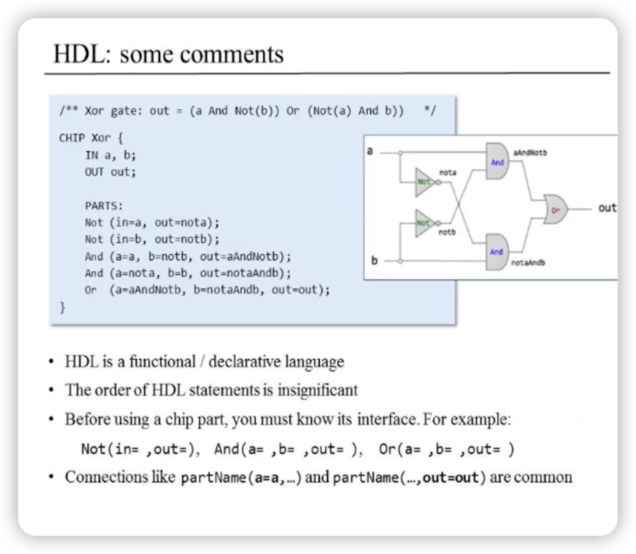 HDL: some comments
/** Xor gate: out = (a And Not(b)) Or (Not(a) And b))   */
CHIP Xor {
    IN a, b;
    OUT out;
    PARTS:
    Not (in=a, out=nota);
    Not (in=b, out=notb);
    And (a=a, b=notb, out=aAndNotb);
    And (a=nota, b=b, out=notaAndb);
    Or  (a=aAndNotb, b=notaAndb, out=out);
}
a
aAndNotb
And
nota
Not
Or
out
Not
notb
And
b
notaAndb
• HDL is a functional / declarative language
• The order of HDL statements is insignificant
• Before using a chip part, you must know its interface. For example:
Not(in= ,out=), And(a= ,b= ,out= ), Or(a= ,b= ,out= )
• Connections like partName(a=a,…) and partName(…,out=out) are common